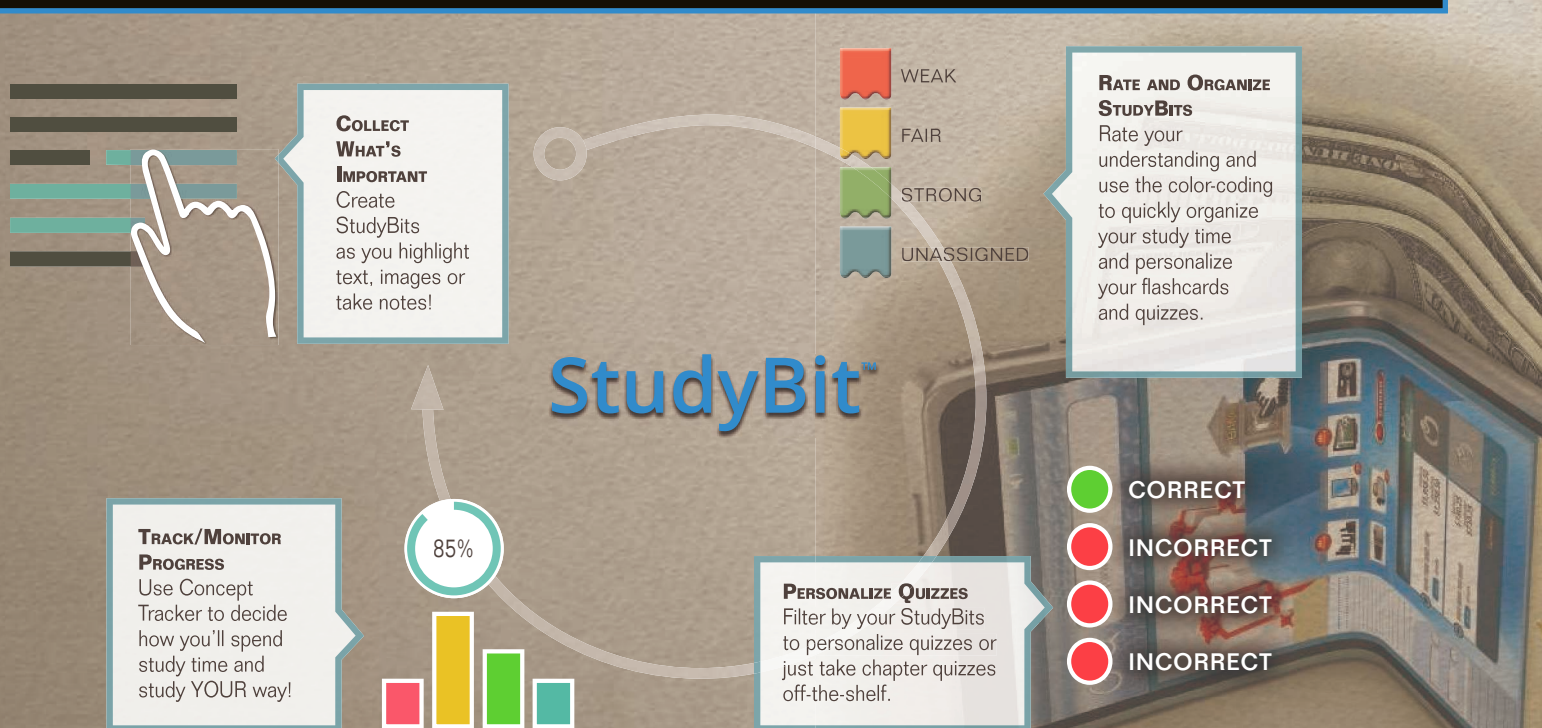 COLLECT
WHAT'S
IMPORTANT
Create
StudyBits
as you highlight
text, images or
take notes!
WEAK
FAIR
STRONG
UNASSIGNED
RATE AND ORGANIZE
STUDYBITS
Rate your
understanding and
use the color-coding
to quickly organize
your study time
and personalize
your flashcards
and quizzes.
StudyBit™
TRACK/MONITOR
PROGRESS
Use Concept
Tracker to decide
how you'll spend
study time and
study YOUR way!
85%
PERSONALIZE QUIZZES
Filter by your StudyBits
to personalize quizzes or
just take chapter quizzes
off-the-shelf.
CORRECT
INCORRECT
INCORRECT
INCORRECT